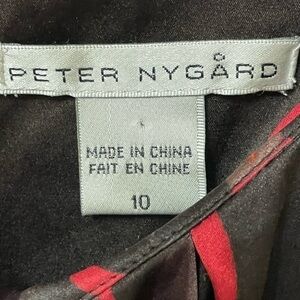 PETER NYGÅRD
MADE IN CHINA
FAIT EN CHINE
10